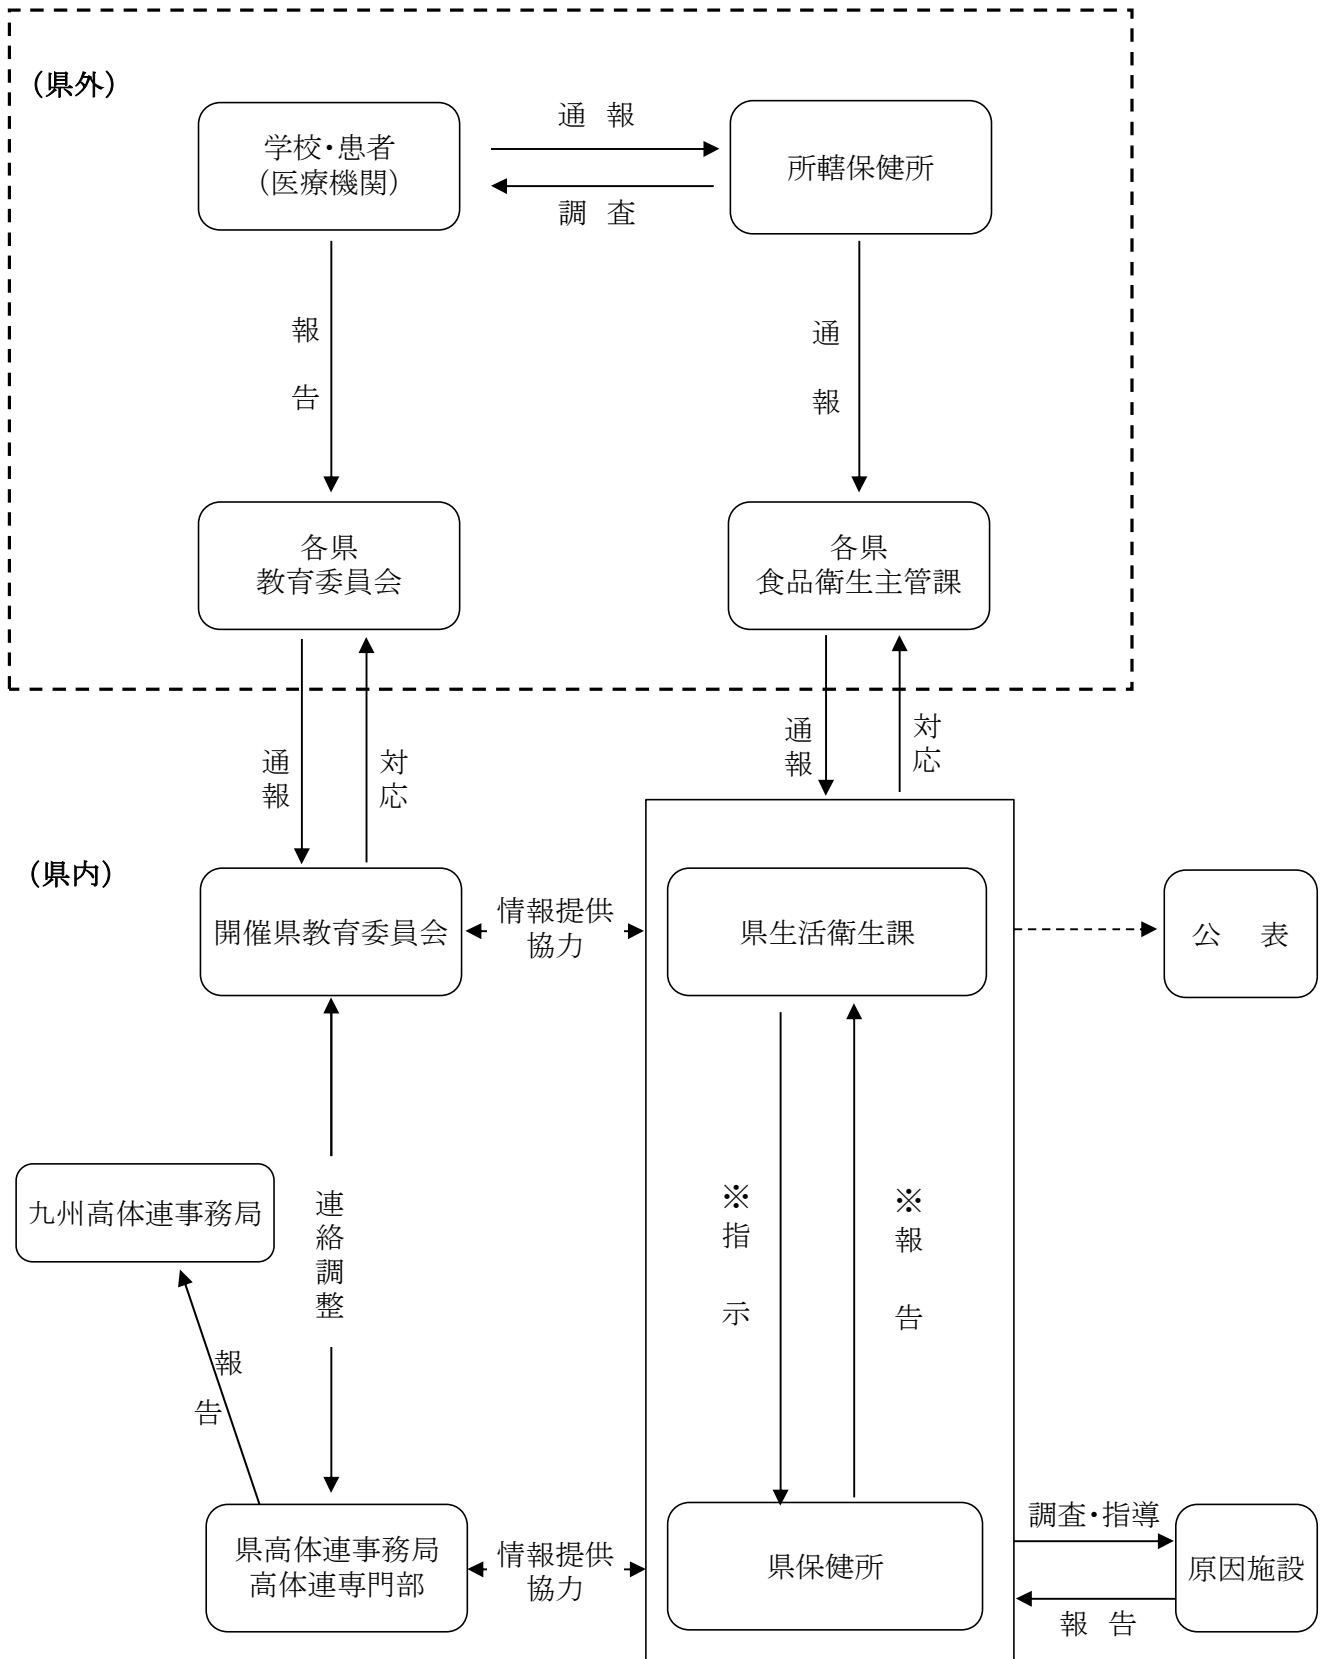 （県外）
学校・患者
（医療機関）
通 報
調 査
所轄保健所
報
告
通
報
各県
教育委員会
各県
食品衛生主管課
通
報
対
応
通
報
対
応
（県内）
開催県教育委員会
情報提供
協力
県生活衛生課
公 表
九州高体連事務局
連
絡
調
整
※
指
示
※
報
告
報
告
県高体連事務局
高体連専門部
情報提供
協力
県保健所
調査・指導
原因施設
報 告